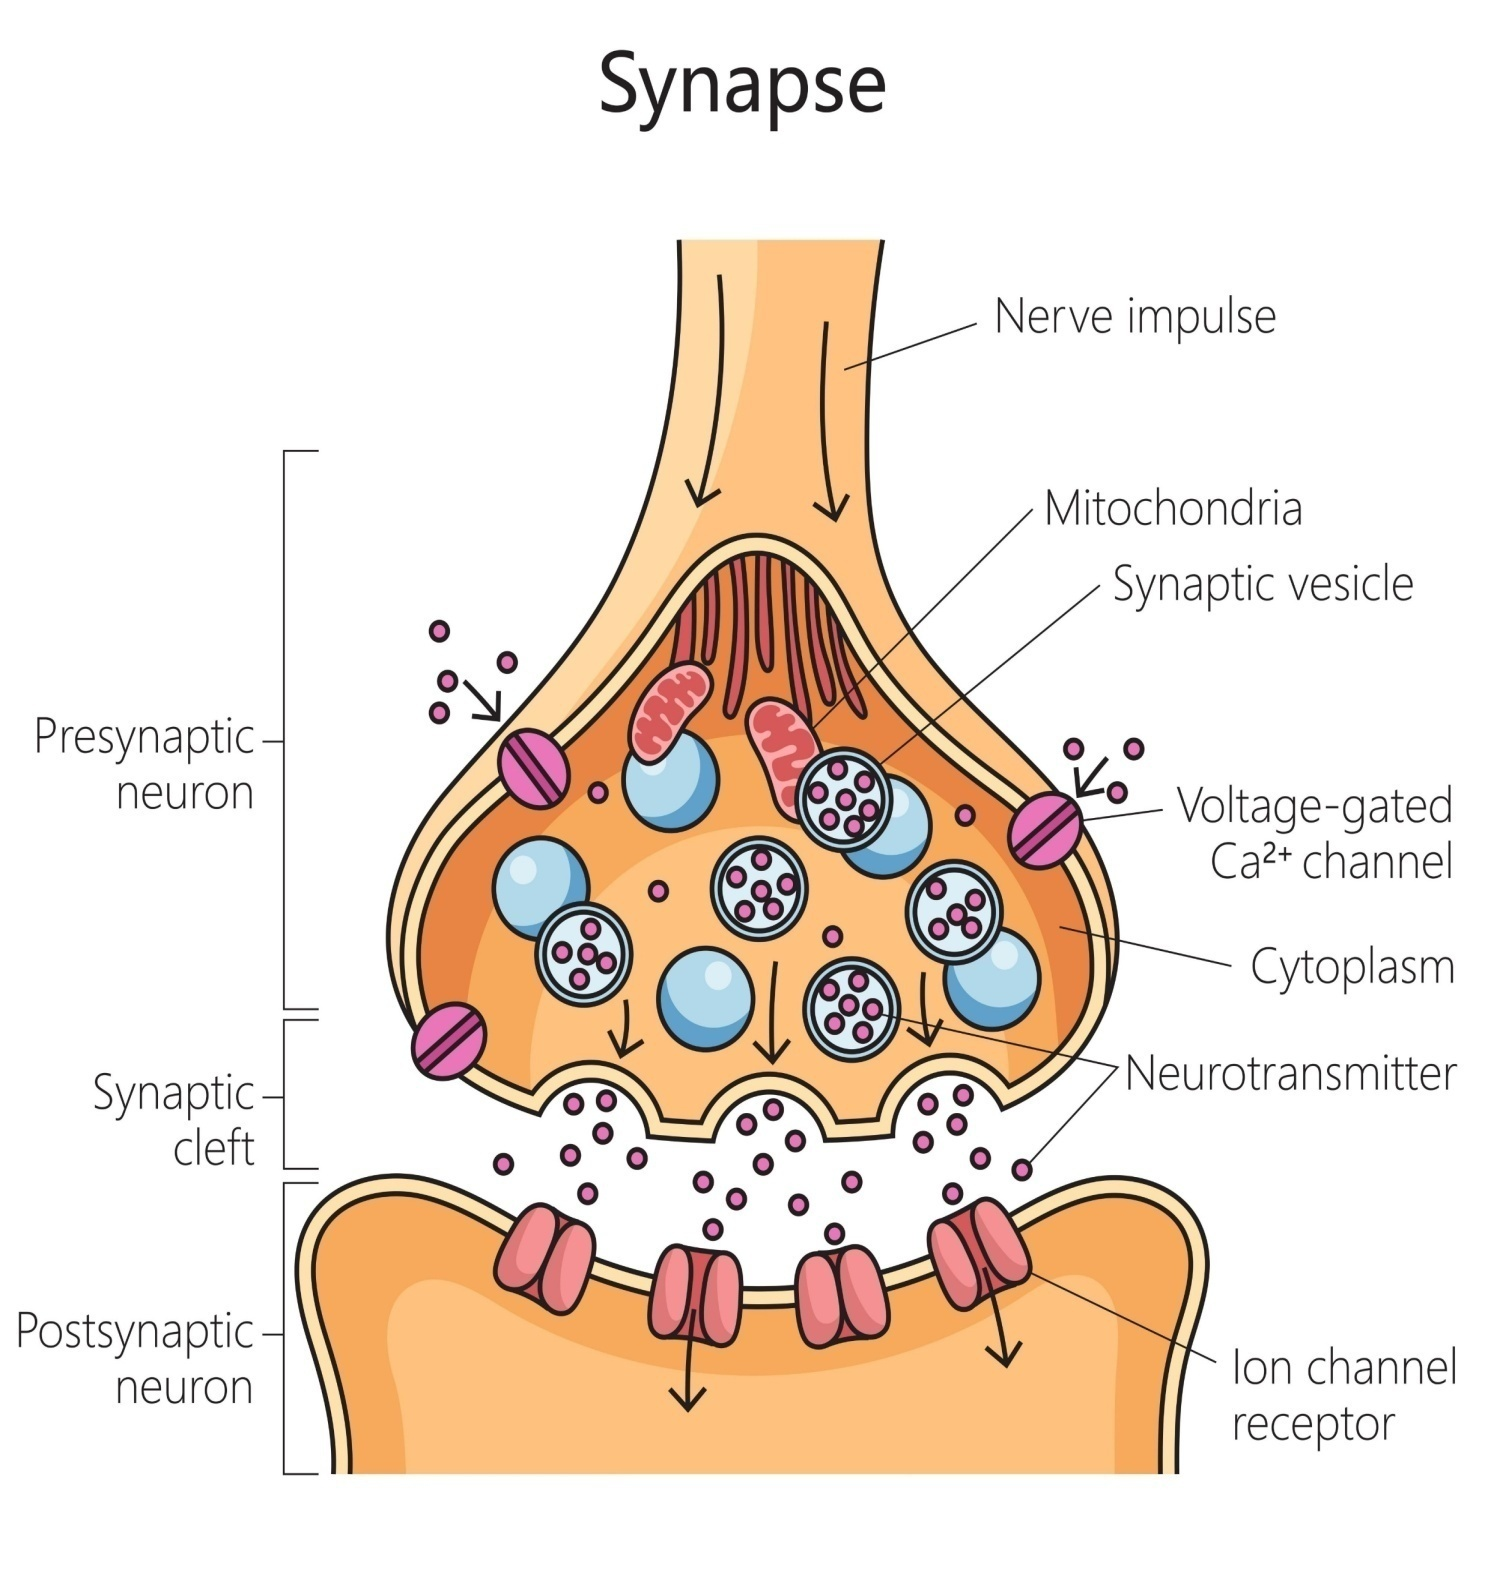 Synapse
Nerve impulse
Mitochondria
Synaptic vesicle
Presynaptic
neuron
Voltage-gated
Ca²⁺ channel
Cytoplasm
Neurotransmitter
Synaptic
cleft
Postsynaptic
neuron
Ion channel
receptor